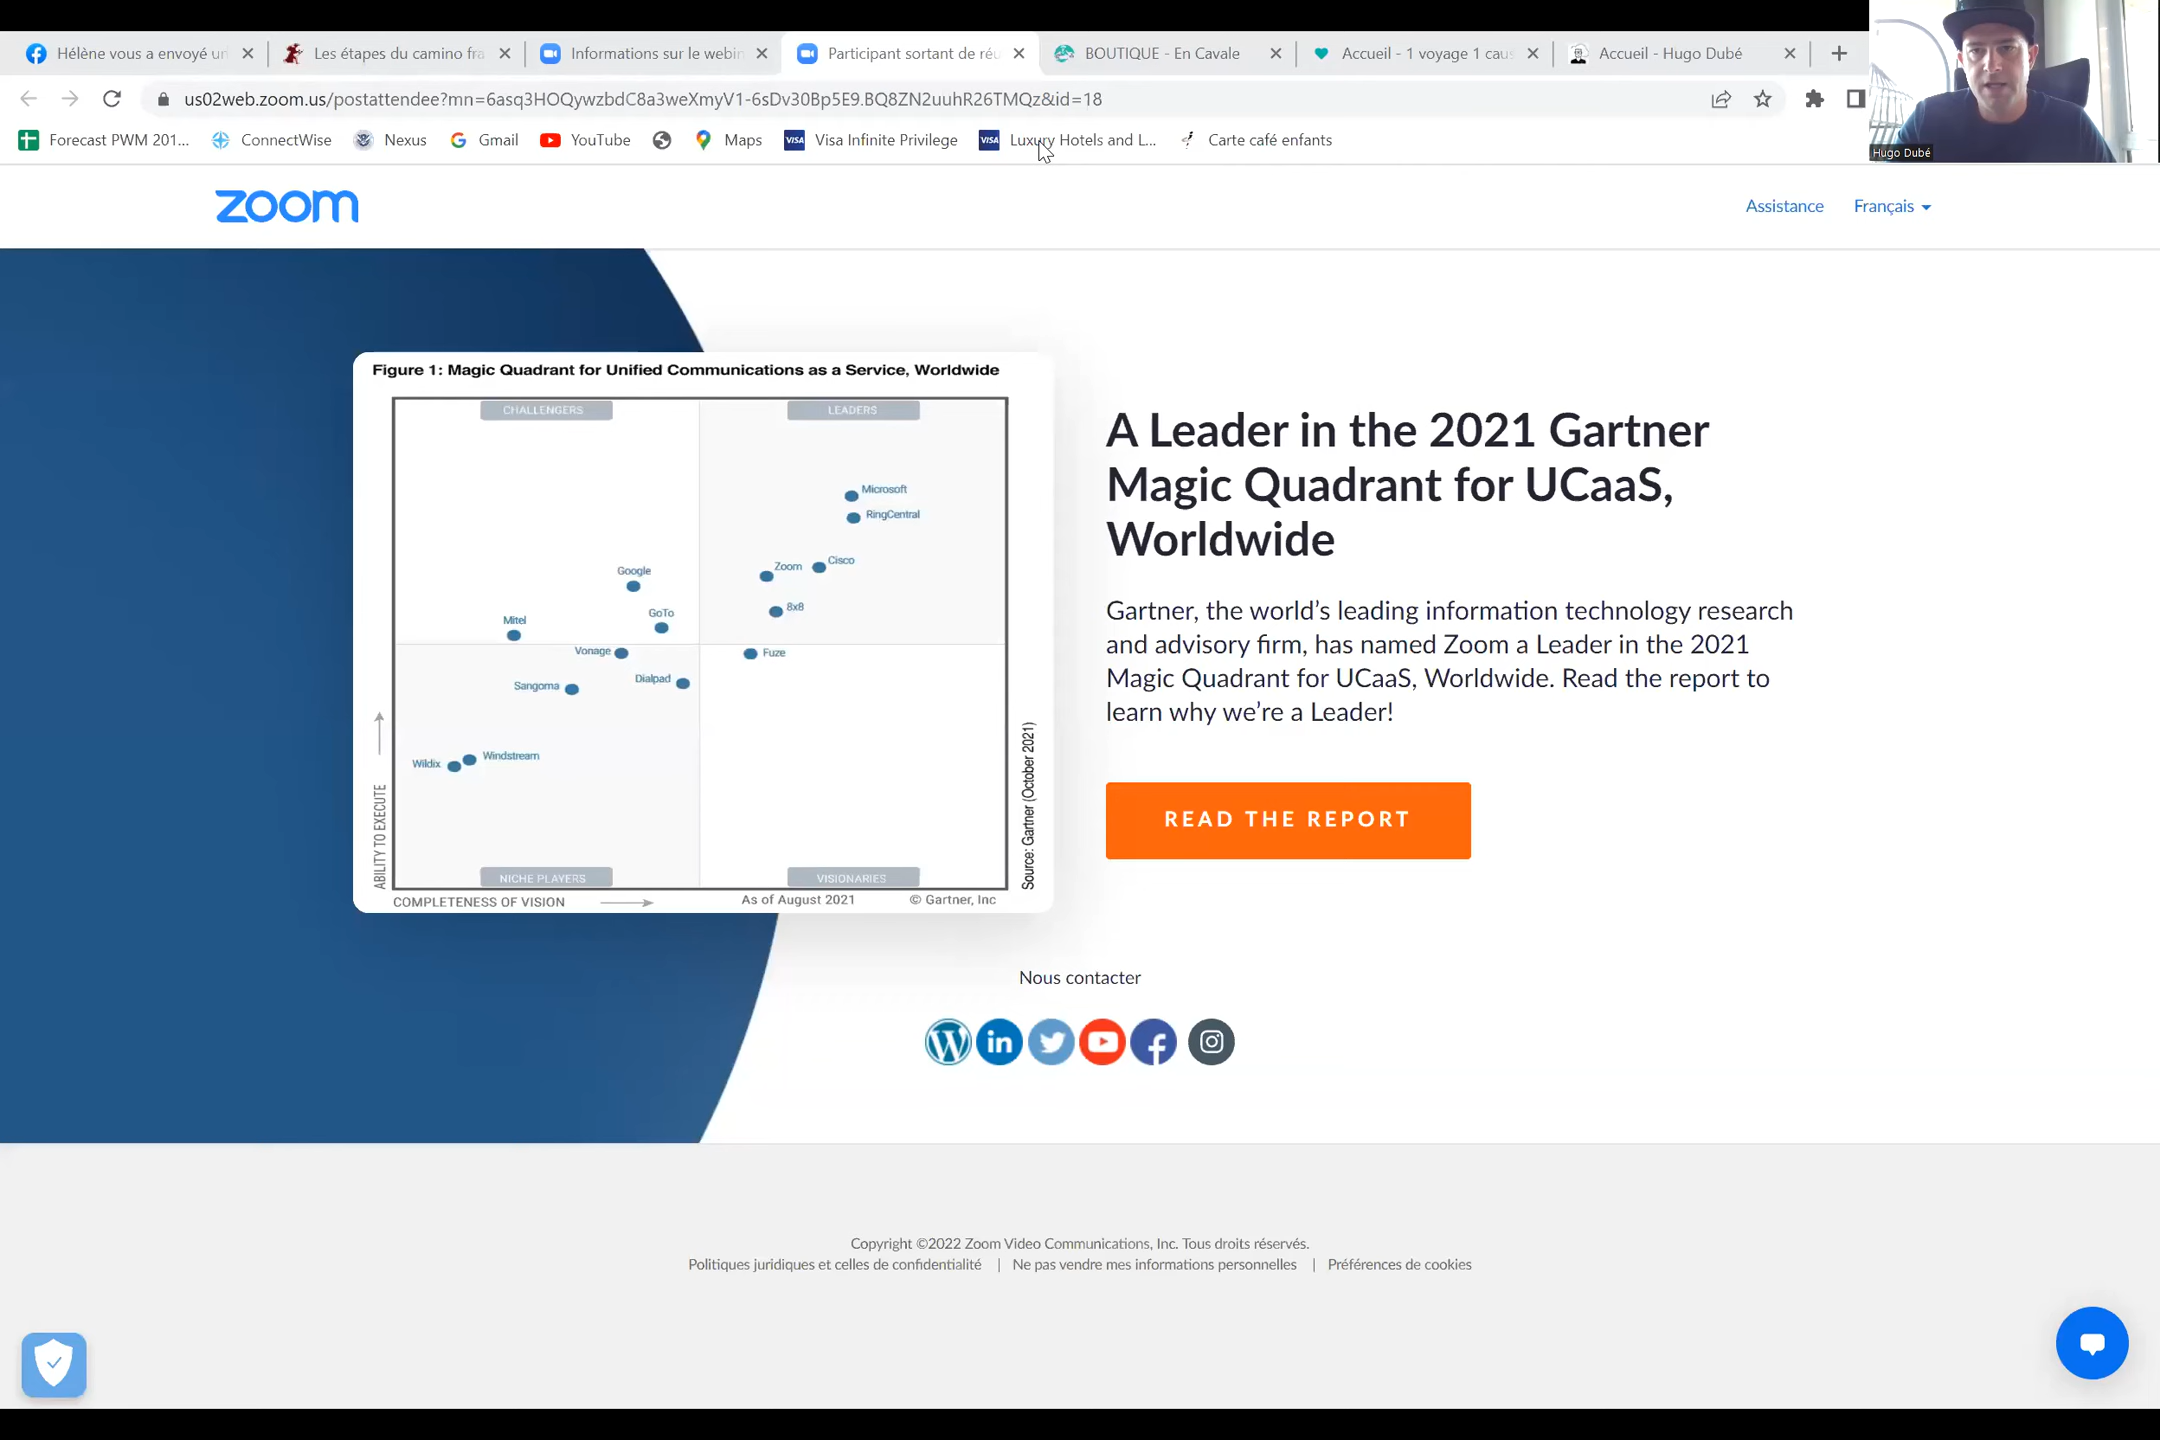 Hélène vous a envoyé un
Les étapes du camino fra
Informations sur le webin
Participant sortant de réu
BOUTIQUE - En Cavale
Accueil - 1 voyage 1 caus
Accueil - Hugo Dubé
us02web.zoom.us/postattendee?mn=6asq3HOQywzbdC8a3weXmyV1-6sDv30Bp5E9.BQ8ZN2uuhR26TMQz&id=18
Forecast PWM 201...
ConnectWise
Nexus
Gmail
YouTube
Maps
VISA
Visa Infinite Privilege
VISA
Luxury Hotels and L...
Carte café enfants
Hugo Dubé
zoom
Assistance
Français
Figure 1: Magic Quadrant for Unified Communications as a Service, Worldwide
CHALLENGERS
LEADERS
Microsoft
RingCentral
Cisco
Zoom
Google
8x8
GoTo
Mitel
Vonage
Fuze
Dialpad
Sangoma
Windstream
Wildix
NICHE PLAYERS
VISIONARIES
ABILITY TO EXECUTE
COMPLETENESS OF VISION
As of August 2021
© Gartner, Inc
Source: Gartner (October 2021)
A Leader in the 2021 Gartner
Magic Quadrant for UCaaS,
Worldwide
Gartner, the world's leading information technology research
and advisory firm, has named Zoom a Leader in the 2021
Magic Quadrant for UCaaS, Worldwide. Read the report to
learn why we're a Leader!
READ THE REPORT
Nous contacter
Copyright ©2022 Zoom Video Communications, Inc. Tous droits réservés.
Politiques juridiques et celles de confidentialité | Ne pas vendre mes informations personnelles | Préférences de cookies